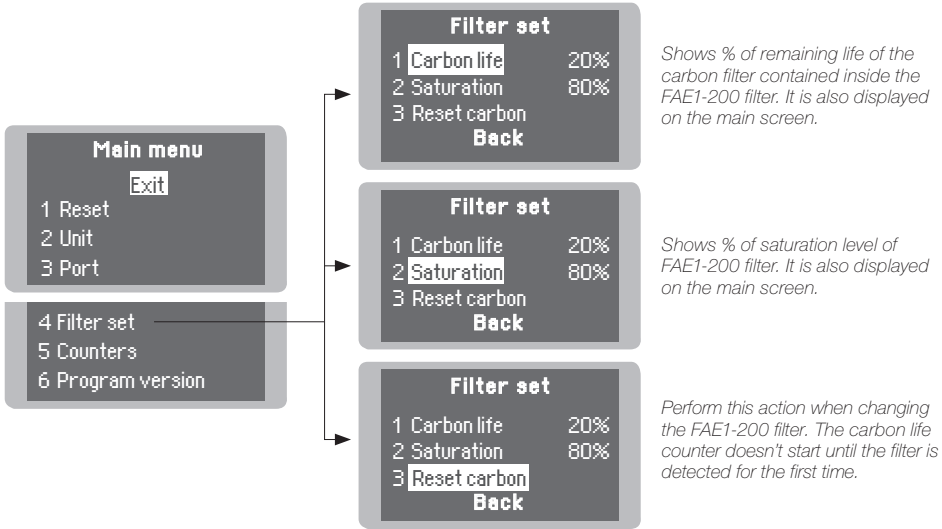 Main menu
Exit
1 Reset
2 Unit
3 Port
4 Filter set
5 Counters
6 Program version
Filter set
1 Carbon life 20%
2 Saturation 80%
3 Reset carbon
Back
Shows % of remaining life of the
carbon filter contained inside the
FAE1-200 filter. It is also displayed
on the main screen.
Filter set
1 Carbon life 20%
2 Saturation 80%
3 Reset carbon
Back
Shows % of saturation level of
FAE1-200 filter. It is also displayed
on the main screen.
Filter set
1 Carbon life 20%
2 Saturation 80%
3 Reset carbon
Back
Perform this action when changing
the FAE1-200 filter. The carbon life
counter doesn't start until the filter is
detected for the first time.